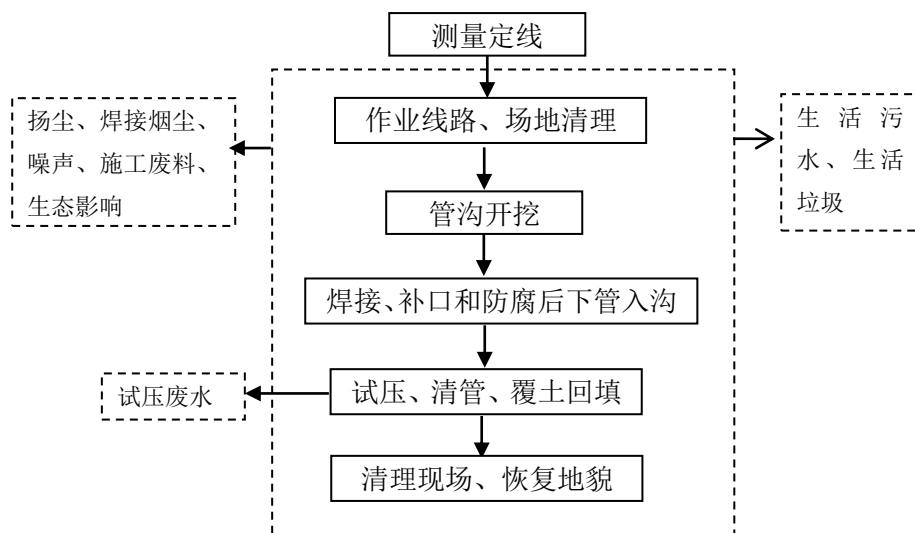 测量定线
作业线路、场地清理
扬尘、焊接烟尘、
噪声、施工废料、
生态影响
生活污
水、生活
垃圾
管沟开挖
焊接、补口和防腐后下管入沟
试压、清管、覆土回填
试压废水
清理现场、恢复地貌